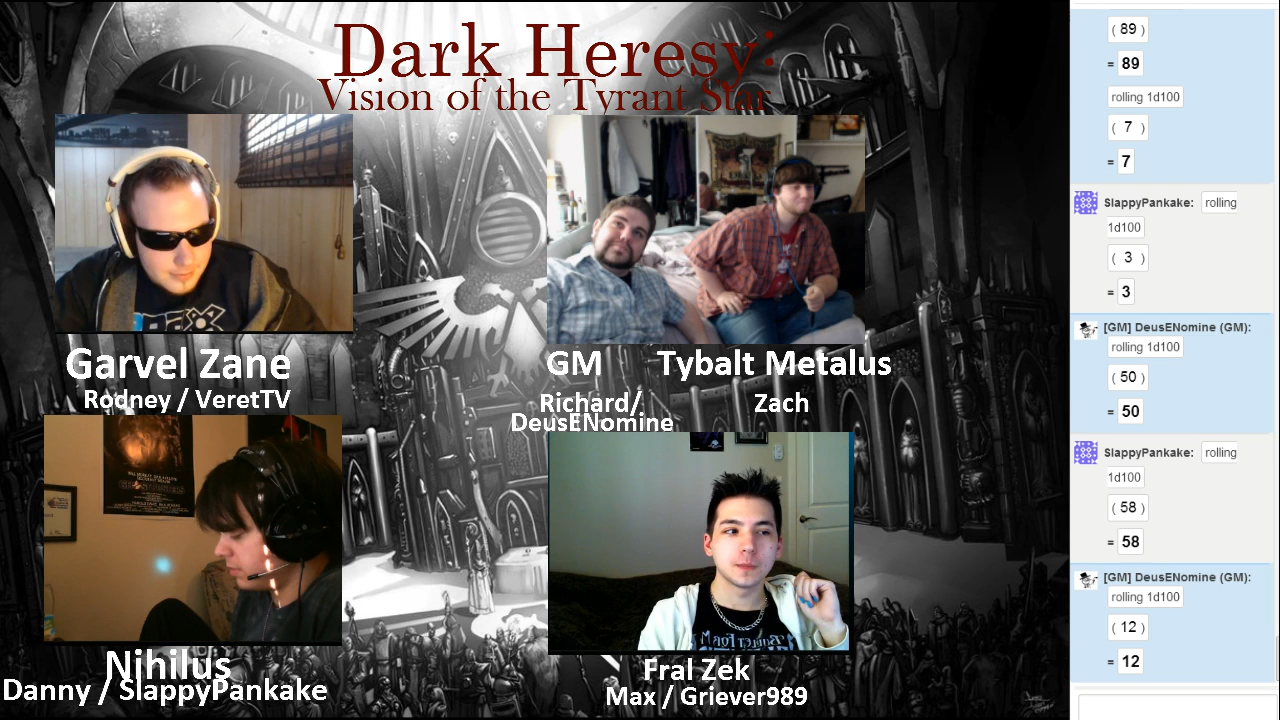 Dark Heresy:
Vision of the Tyrant Star
Garvel Zane
Rodney / VeretTV
GM
Richard/
DeusENomine
Tybalt Metalus
Zach
Nihilus
Danny / SlappyPankake
Fral Zek
Max / Griever989
GHOSTBUSTERS
( 89 )
= 89
rolling 1d100
( 7 )
= 7
SlappyPankake: rolling
1d100
( 3 )
= 3
[GM] DeusENomine (GM):
rolling 1d100
( 50 )
= 50
SlappyPankake: rolling
1d100
( 58 )
= 58
[GM] DeusENomine (GM):
rolling 1d100
( 12 )
= 12